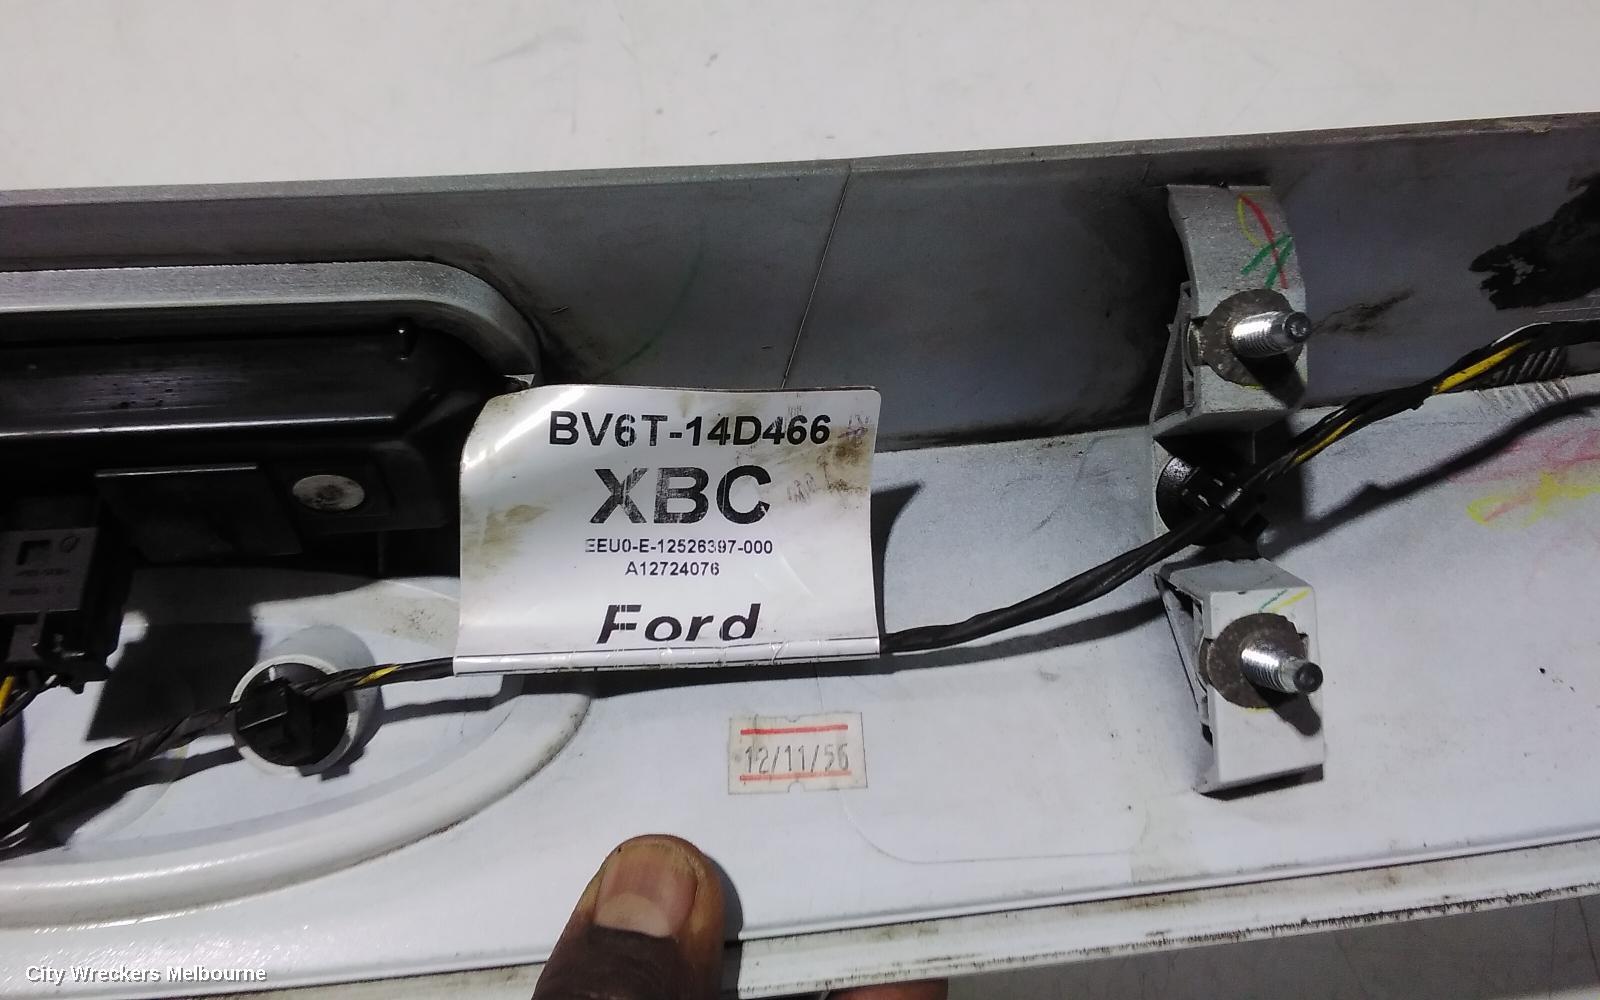 BV6T-14D466
XBC
EEU0-E-12526397-000
A12724076
Ford
12/11/56
City Wreckers Melbourne